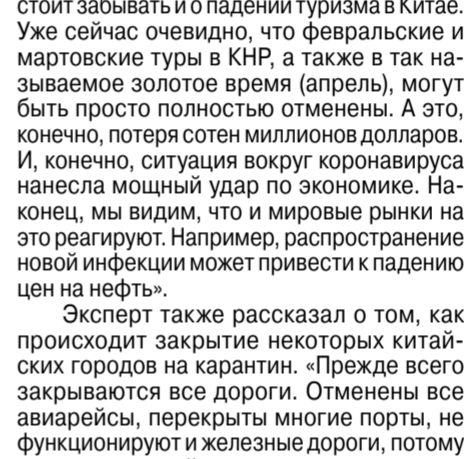 стоит забывать и о падении туризма в Китае.
Уже сейчас очевидно, что февральские и
мартовские туры в КНР, а также в так на-
зываемое золотое время (апрель), могут
быть просто полностью отменены. А это,
конечно, потеря сотен миллионов долларов.
И, конечно, ситуация вокруг коронавируса
нанесла мощный удар по экономике. На-
конец, мы видим, что и мировые рынки на
это реагируют. Например, распространение
новой инфекции может привести к падению
цен на нефть».
Эксперт также рассказал о том, как
происходит закрытие некоторых китай-
ских городов на карантин. «Прежде всего
закрываются все дороги. Отменены все
авиарейсы, перекрыты многие порты, не
функционируют и железные дороги, потому